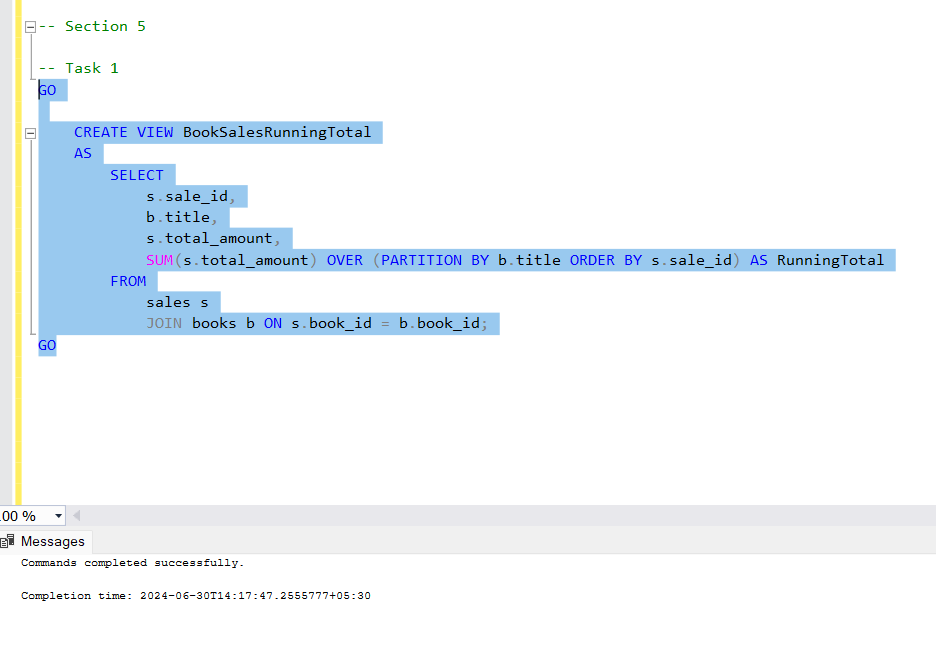 -- Section 5
-- Task 1
GO
CREATE VIEW BookSalesRunningTotal
AS
SELECT
s.sale_id,
b.title,
s.total_amount,
SUM(s.total_amount) OVER (PARTITION BY b.title ORDER BY s.sale_id) AS RunningTotal
FROM
sales s
JOIN books b ON s.book_id = b.book_id;
GO
00 %
Messages
Commands completed successfully.
Completion time: 2024-06-30T14:17:47.2555777+05:30